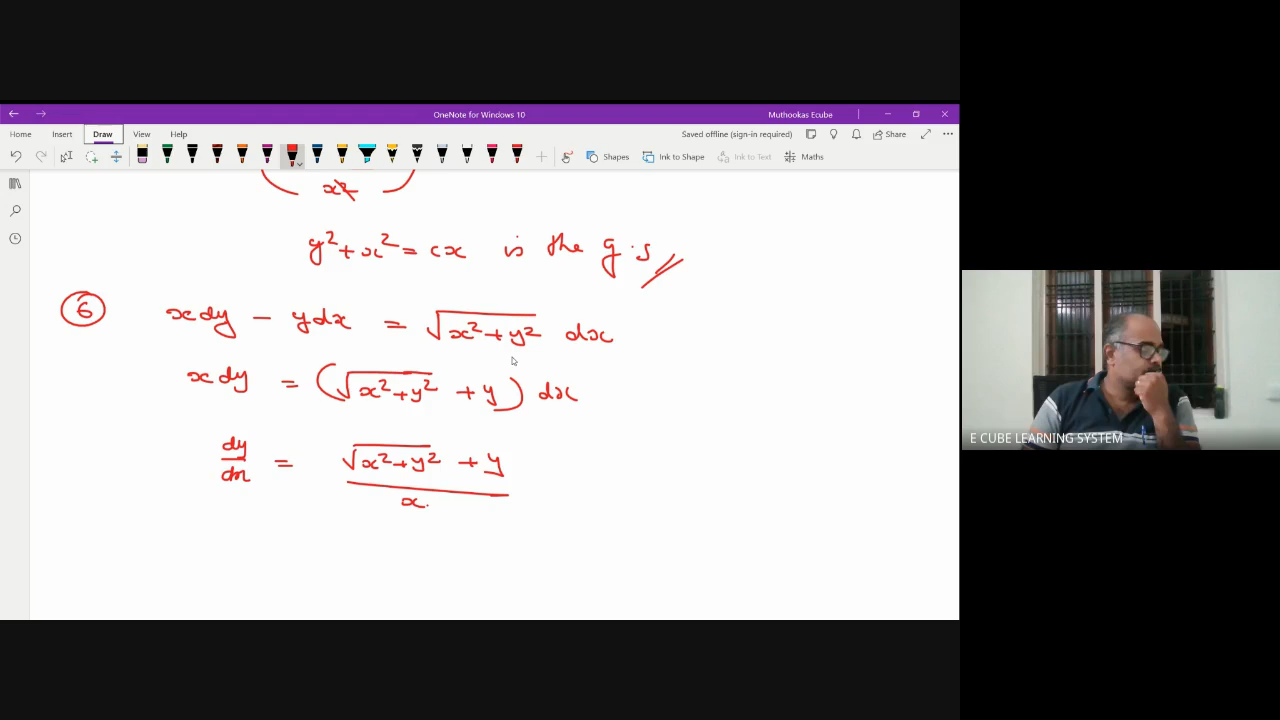 OneNote for Windows 10
Muthookas Ecube
Home Insert Draw View Help
Saved offline (sign-in required)
Share
Shapes
Ink to Shape
Ink to Text
Maths
x²
y² + x² = cx is the g.s
6
x dy - y dx = √x²+y² dx
x dy = (√x²+y² + y) dx
dy/dx = √x²+y² + y / x.
E CUBE LEARNING SYSTEM